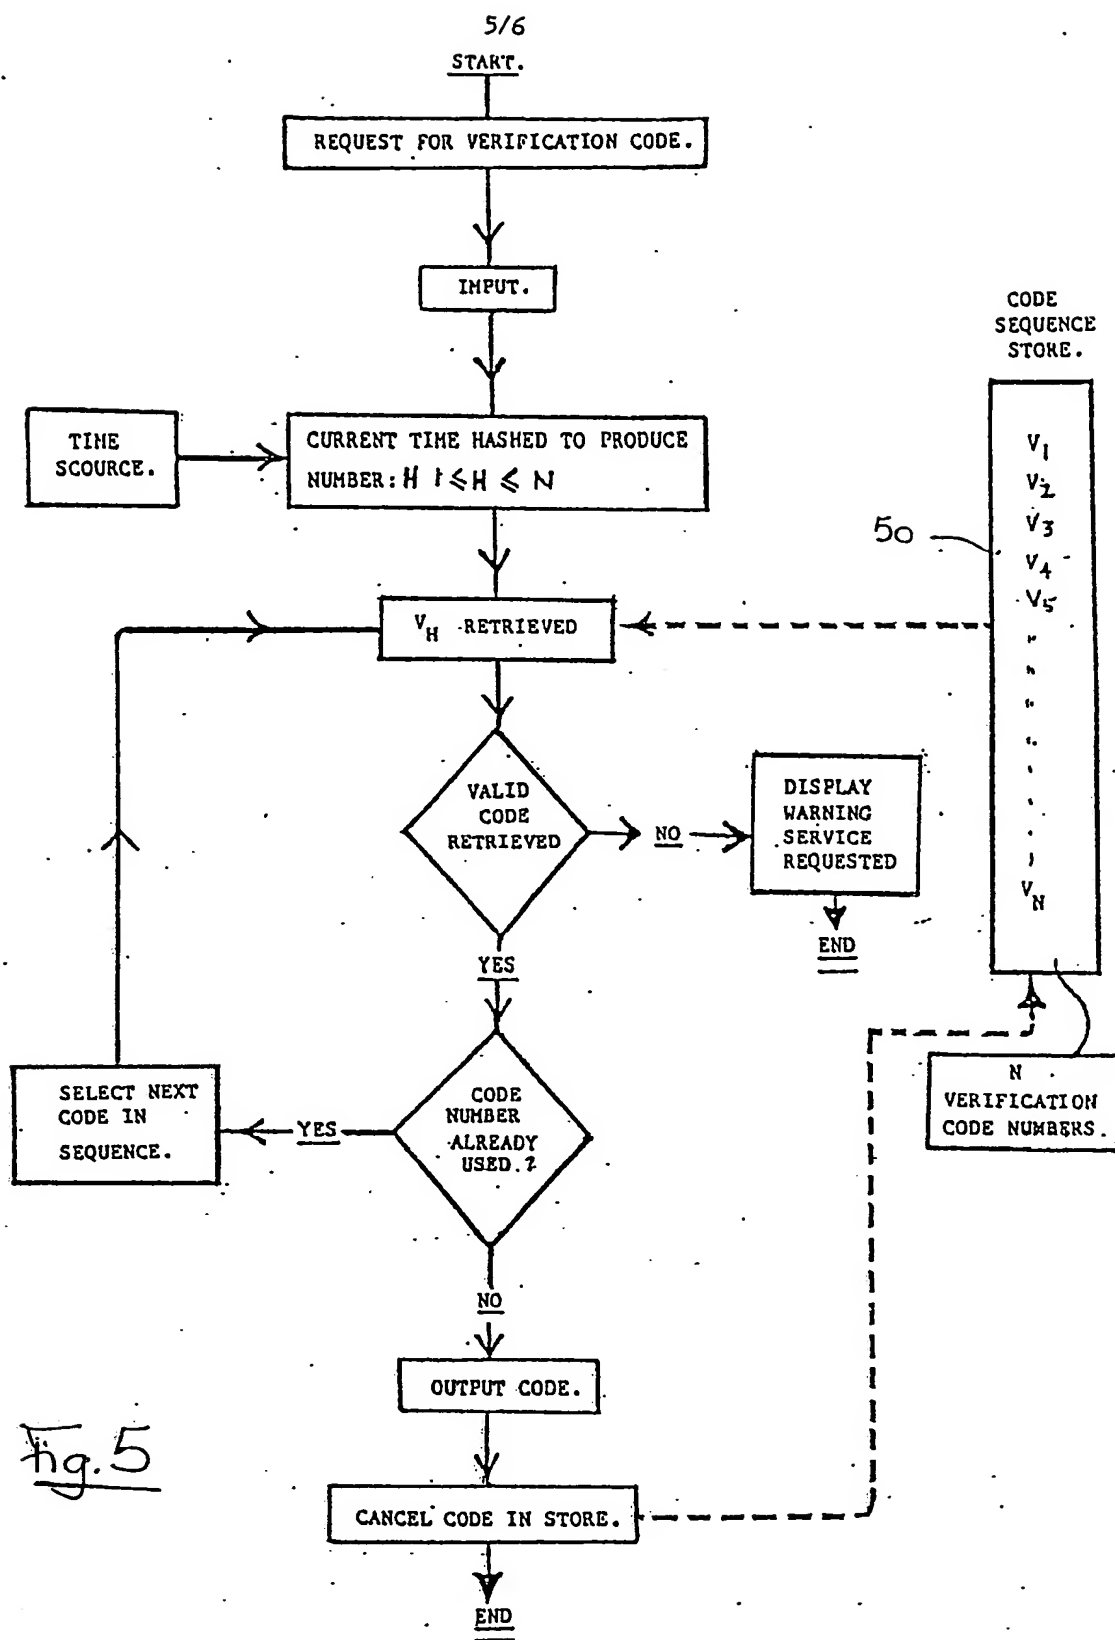 5/6
START.
REQUEST FOR VERIFICATION CODE.
IMPUT.
CODE
SEQUENCE
STORE.
TIME
SCOURCE.
CURRENT TIME HASHED TO PRODUCE
NUMBER: H 1 ≤ H ≤ N
V1
V2
V3
V4
V5
VN
50
VH RETRIEVED
VALID
CODE
RETRIEVED
NO
DISPLAY
WARNING
SERVICE
REQUESTED
END
YES
N
VERIFICATION
CODE NUMBERS.
SELECT NEXT
CODE IN
SEQUENCE.
YES
CODE
NUMBER
ALREADY
USED.?
NO
OUTPUT CODE.
CANCEL CODE IN STORE.
END
Fig. 5